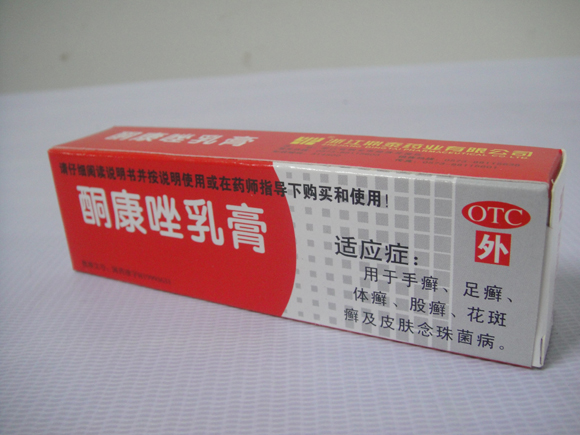 酮康唑乳膏
请仔细阅读说明书并按说明使用或在药师指导下购买和使用!
酮康唑乳膏
OTC
外
适应症:
用于手癣、足癣、
体癣、股癣、花斑
癣及皮肤念珠菌病。